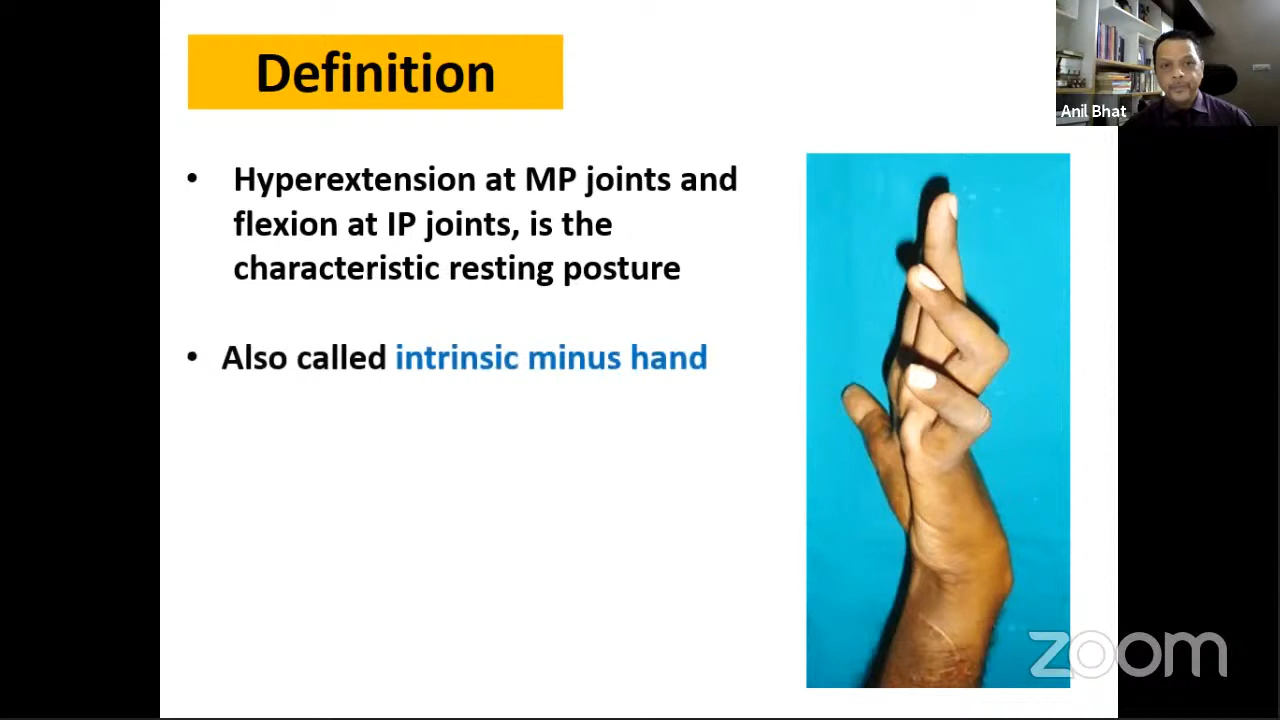 Definition
Anil Bhat
• Hyperextension at MP joints and
flexion at IP joints, is the
characteristic resting posture
• Also called intrinsic minus hand
zoom